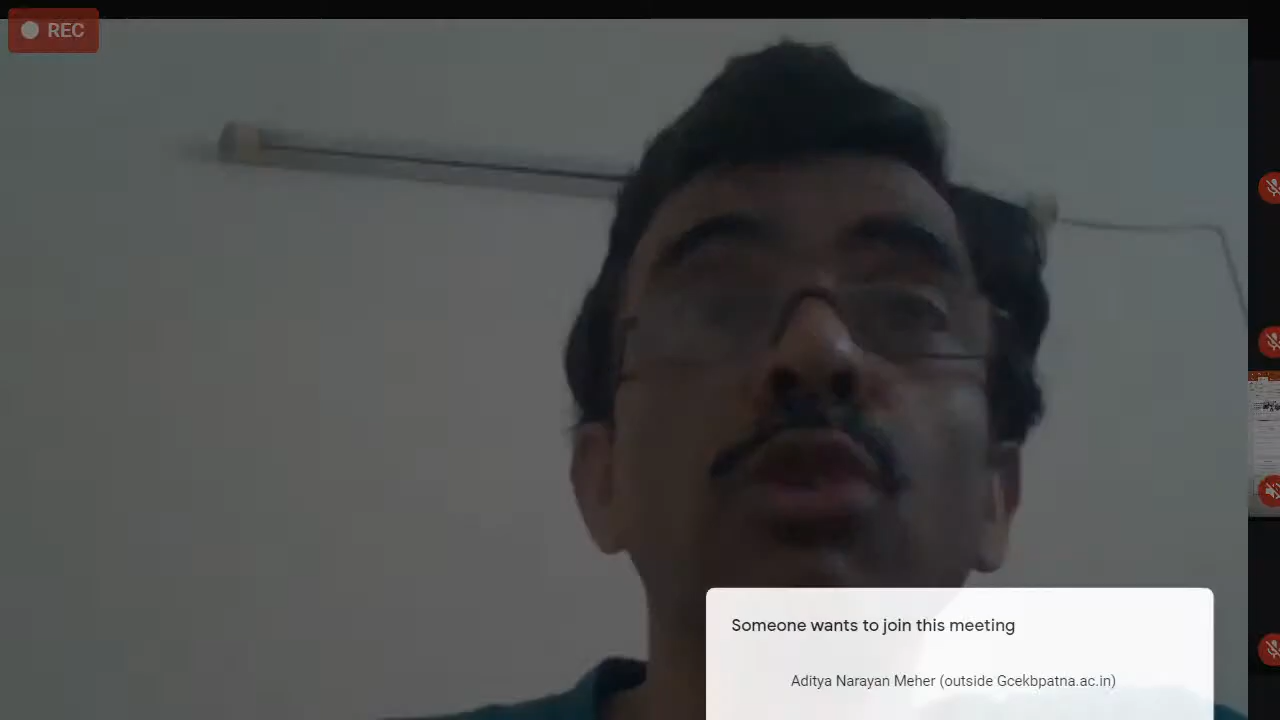 REC
Someone wants to join this meeting
Aditya Narayan Meher (outside Gcekbpatna.ac.in)